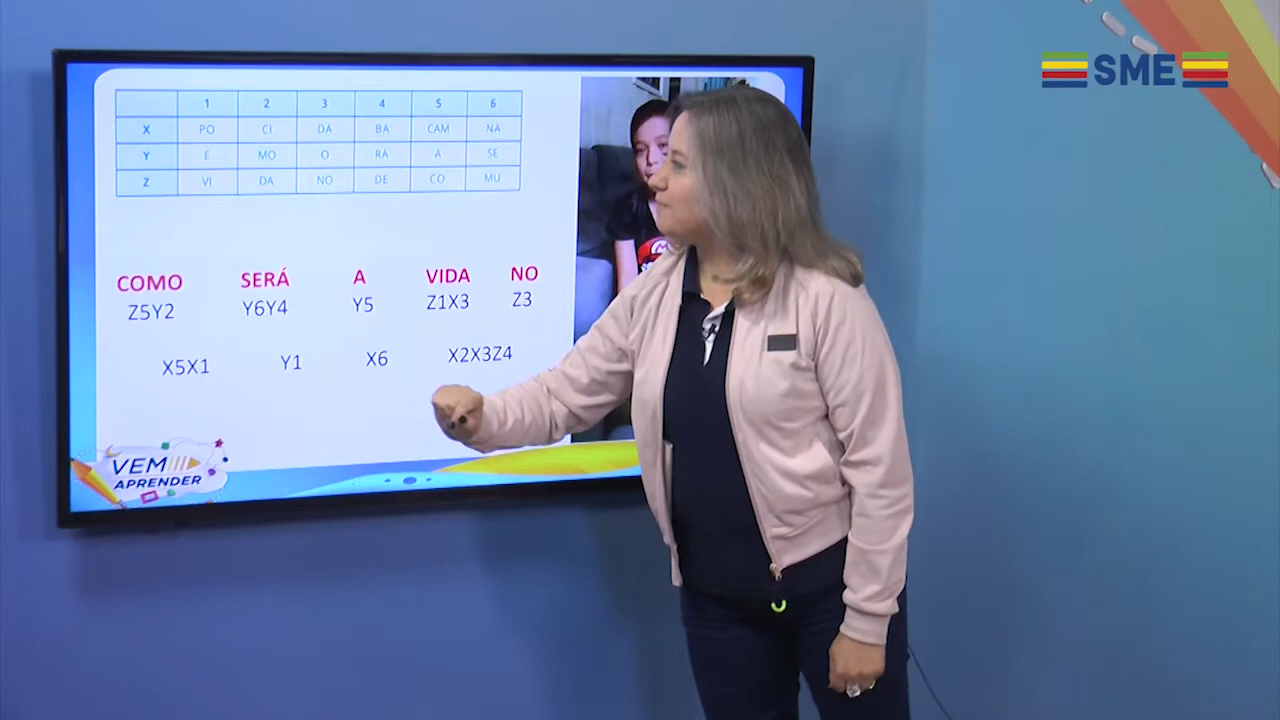 SME
1 2 3 4 5 6
X PO CI DA BA CAM NA
Y E MO O RÁ A SE
Z VI DA NO DE CO MU
COMO SERÁ A VIDA NO
Z5Y2 Y6Y4 Y5 Z1X3 Z3
X5X1 Y1 X6 X2X3Z4
VEM
APRENDER